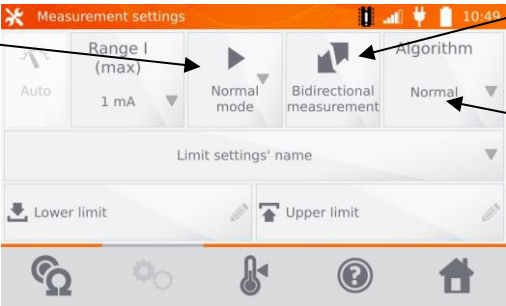 Measurement settings 10:49
Range I
(max)
Algorithm
Auto
1 mA
Normal
mode
Bidirectional
measurement
Normal
Limit settings' name
Lower limit
Upper limit